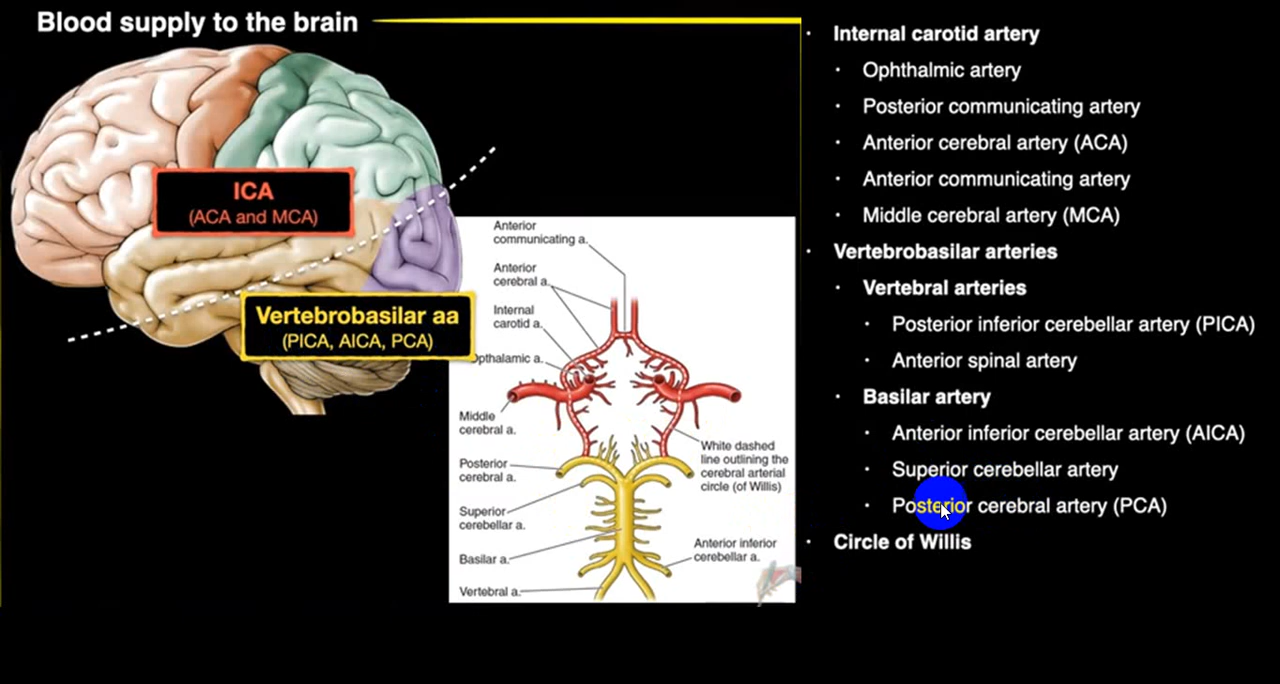 Blood supply to the brain
ICA
(ACA and MCA)
Vertebrobasilar aa
(PICA, AICA, PCA)
Anterior
communicating a.
Anterior
cerebral a.
Internal
carotid a.
Opthalamic a.
Middle
cerebral a.
Posterior
cerebral a.
Superior
cerebellar a.
Basilar a.
Vertebral a.
White dashed
line outlining the
cerebral arterial
circle (of Willis)
Anterior inferior
cerebellar a.
Internal carotid artery
Ophthalmic artery
Posterior communicating artery
Anterior cerebral artery (ACA)
Anterior communicating artery
Middle cerebral artery (MCA)
Vertebrobasilar arteries
Vertebral arteries
Posterior inferior cerebellar artery (PICA)
Anterior spinal artery
Basilar artery
Anterior inferior cerebellar artery (AICA)
Superior cerebellar artery
Posterior cerebral artery (PCA)
Circle of Willis